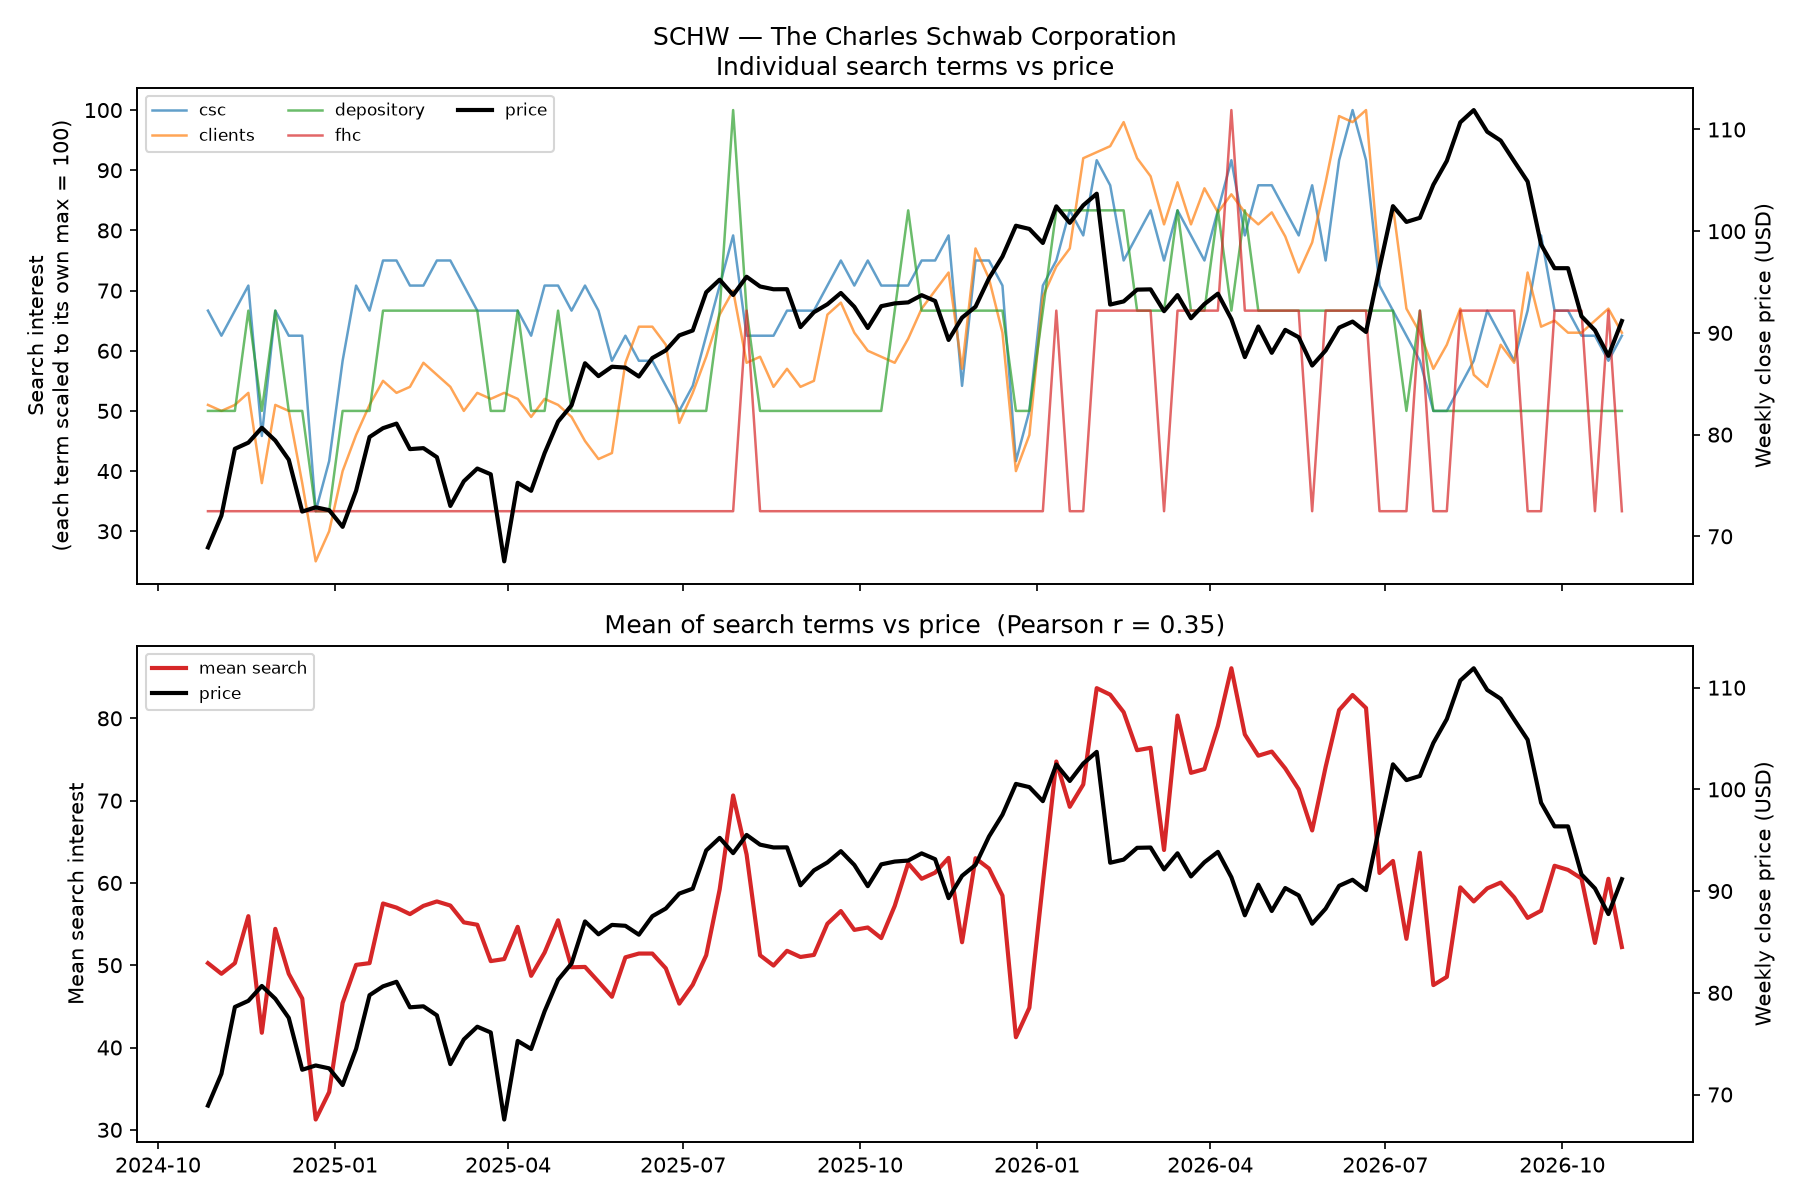 SCHW — The Charles Schwab Corporation
Individual search terms vs price
csc
clients
depository
fhc
price
Search interest
(each term scaled to its own max = 100)
100
90
80
70
60
50
40
30
110
100
90
80
70
Weekly close price (USD)
Mean of search terms vs price (Pearson r = 0.35)
mean search
price
Mean search interest
80
70
60
50
40
30
110
100
90
80
70
Weekly close price (USD)
2024-10
2025-01
2025-04
2025-07
2025-10
2026-01
2026-04
2026-07
2026-10